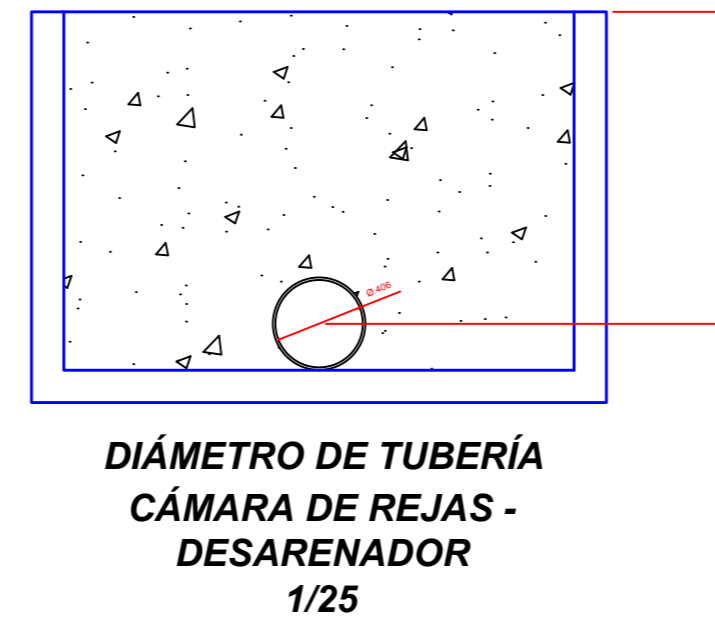 Ø 406
DIÁMETRO DE TUBERÍA
CÁMARA DE REJAS -
DESARENADOR
1/25